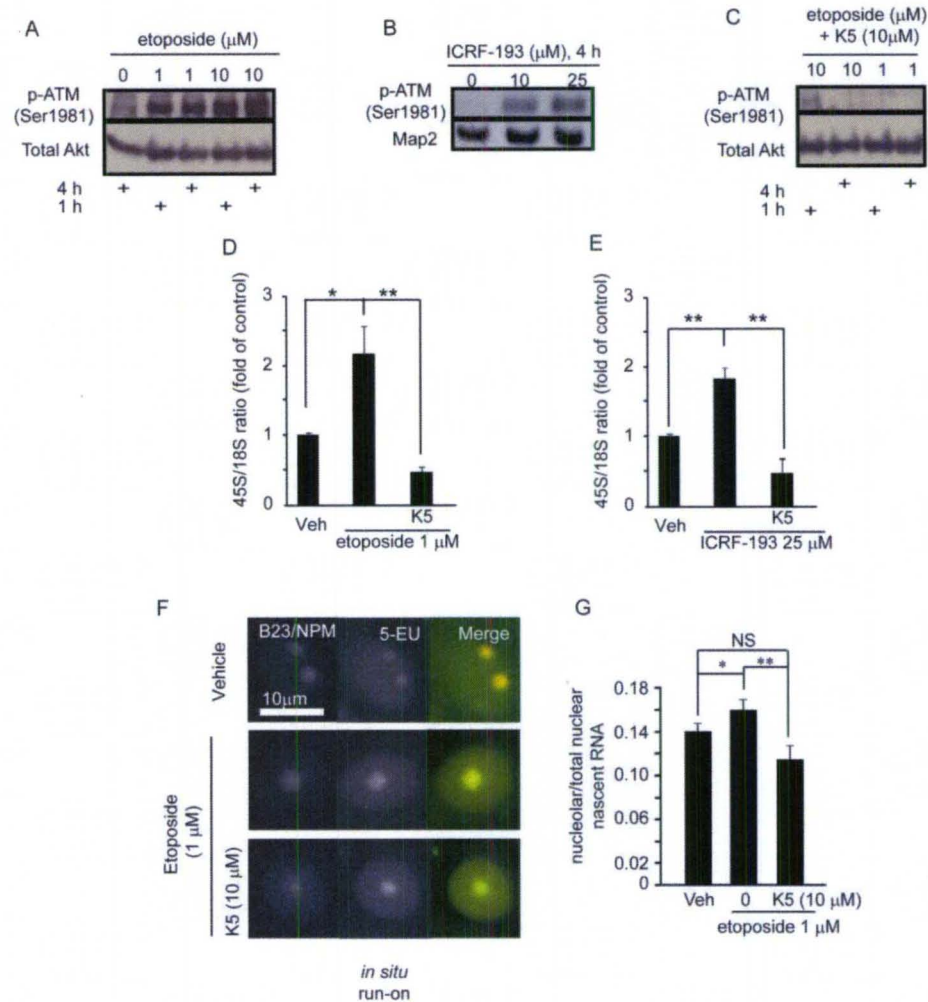 A
etoposide (μM)
0 1 1 10 10
p-ATM
(Ser1981)
Total Akt
4 h + + +
1 h + +
B
ICRF-193 (μM), 4 h
0 10 25
p-ATM
(Ser1981)
Map2
C
etoposide (μM)
+ K5 (10μM)
10 10 1 1
p-ATM
(Ser1981)
Total Akt
4 h + +
1 h + +
D
45S/18S ratio (fold of control)
3
2
1
0
* **
Veh
K5
etoposide 1 μM
E
45S/18S ratio (fold of control)
3
2
1
0
** **
Veh
K5
ICRF-193 25 μM
F
B23/NPM 5-EU Merge
Vehicle
10μm
Etoposide
(1 μM)
K5 (10 μM)
in situ
run-on
G
NS
* **
nucleolar/total nuclear
nascent RNA
0.18
0.14
0.10
0.06
0.02
0
Veh 0 K5 (10 μM)
etoposide 1 μM